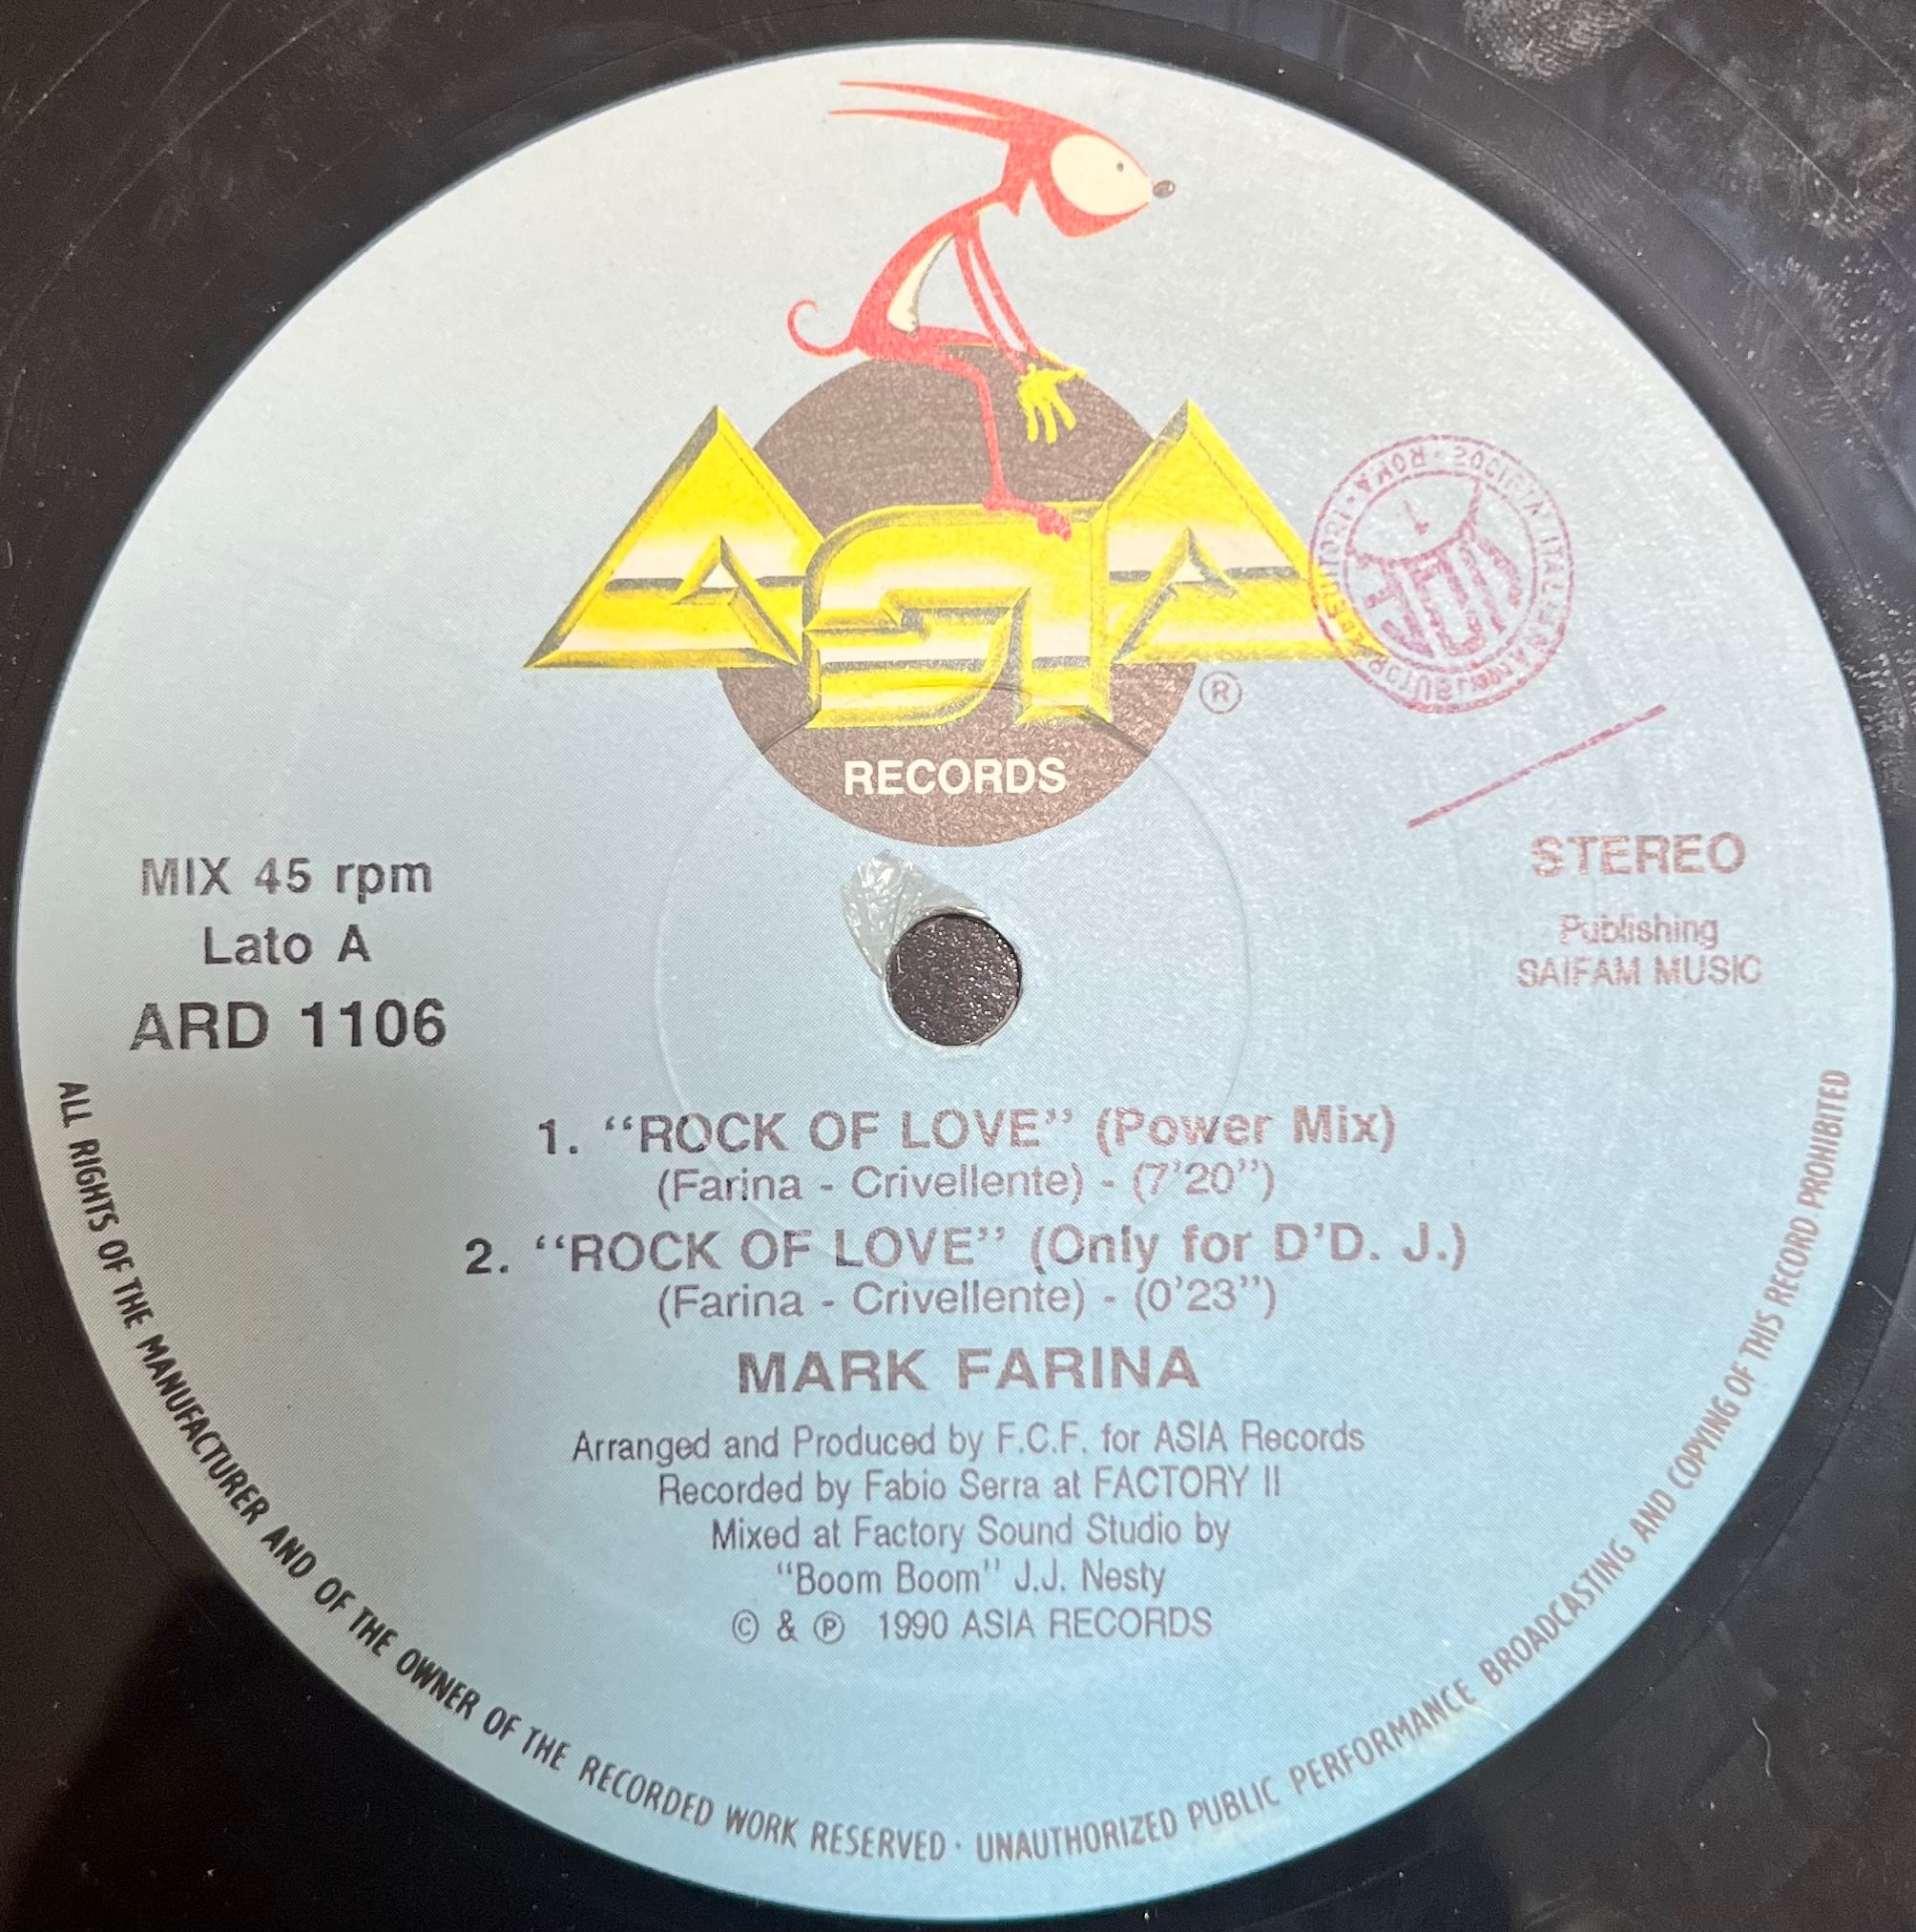 ASIA
®
RECORDS
SOCIETÀ ITALIANA
ROMA
MIX 45 rpm
Lato A
ARD 1106
STEREO
Publishing
SAIFAM MUSIC
1. “ROCK OF LOVE” (Power Mix)
(Farina - Crivellente) - (7’20”)
2. “ROCK OF LOVE” (Only for D’D. J.)
(Farina - Crivellente) - (0’23”)
MARK FARINA
Arranged and Produced by F.C.F. for ASIA Records
Recorded by Fabio Serra at FACTORY II
Mixed at Factory Sound Studio by
"Boom Boom" J.J. Nesty
© & ℗ 1990 ASIA RECORDS
ALL RIGHTS OF THE MANUFACTURER AND OF THE OWNER OF THE RECORDED WORK RESERVED · UNAUTHORIZED PUBLIC PERFORMANCE BROADCASTING AND COPYING OF THIS RECORD PROHIBITED